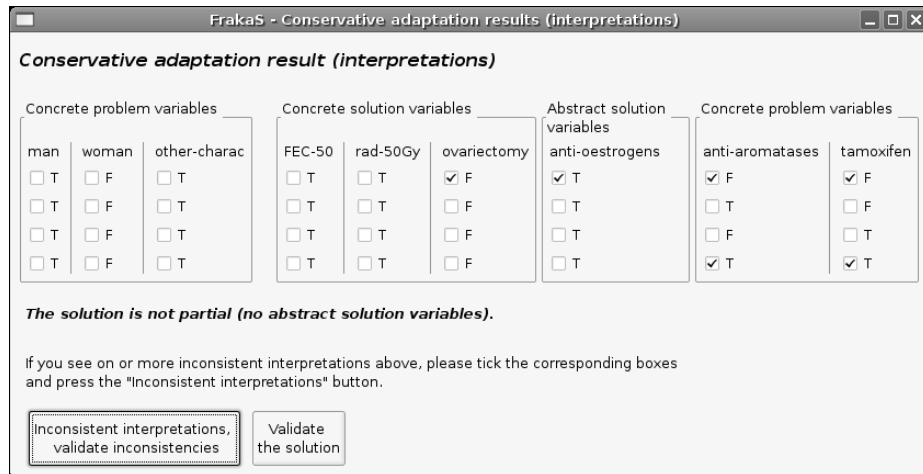 FrakaS - Conservative adaptation results (interpretations)
Conservative adaptation result (interpretations)
Concrete problem variables Concrete solution variables Abstract solution variables Concrete problem variables
man woman other-charac FEC-50 rad-50Gy ovariectomy anti-oestrogens anti-aromatases tamoxifen
T F T T T F T F F
T F T T T F T T F
T F T T T F T F T
T F T T T F T T T
The solution is not partial (no abstract solution variables).
If you see on or more inconsistent interpretations above, please tick the corresponding boxes
and press the "Inconsistent interpretations" button.
Inconsistent interpretations, Validate
validate inconsistencies the solution